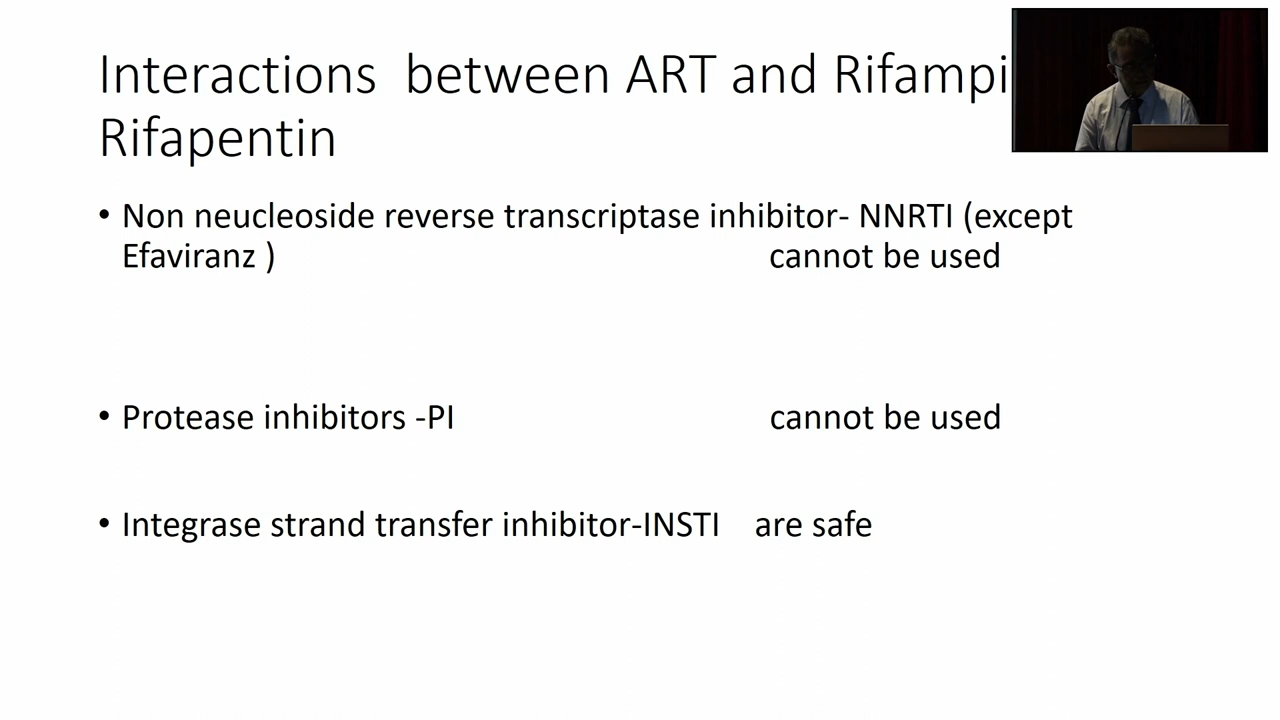 Interactions between ART and Rifampi
Rifapentin
• Non neucleoside reverse transcriptase inhibitor- NNRTI (except
Efaviranz ) cannot be used
• Protease inhibitors -PI cannot be used
• Integrase strand transfer inhibitor-INSTI are safe